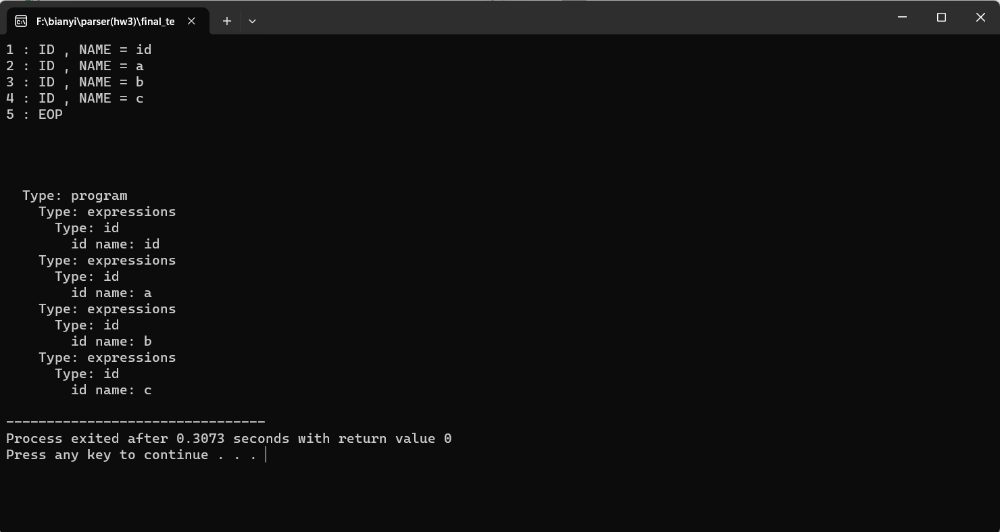 F:\bianyi\parser(hw3)\final_te
1 : ID , NAME = id
2 : ID , NAME = a
3 : ID , NAME = b
4 : ID , NAME = c
5 : EOP
Type: program
Type: expressions
Type: id
id name: id
Type: expressions
Type: id
id name: a
Type: expressions
Type: id
id name: b
Type: expressions
Type: id
id name: c
--------------------------------
Process exited after 0.3073 seconds with return value 0
Press any key to continue . . .